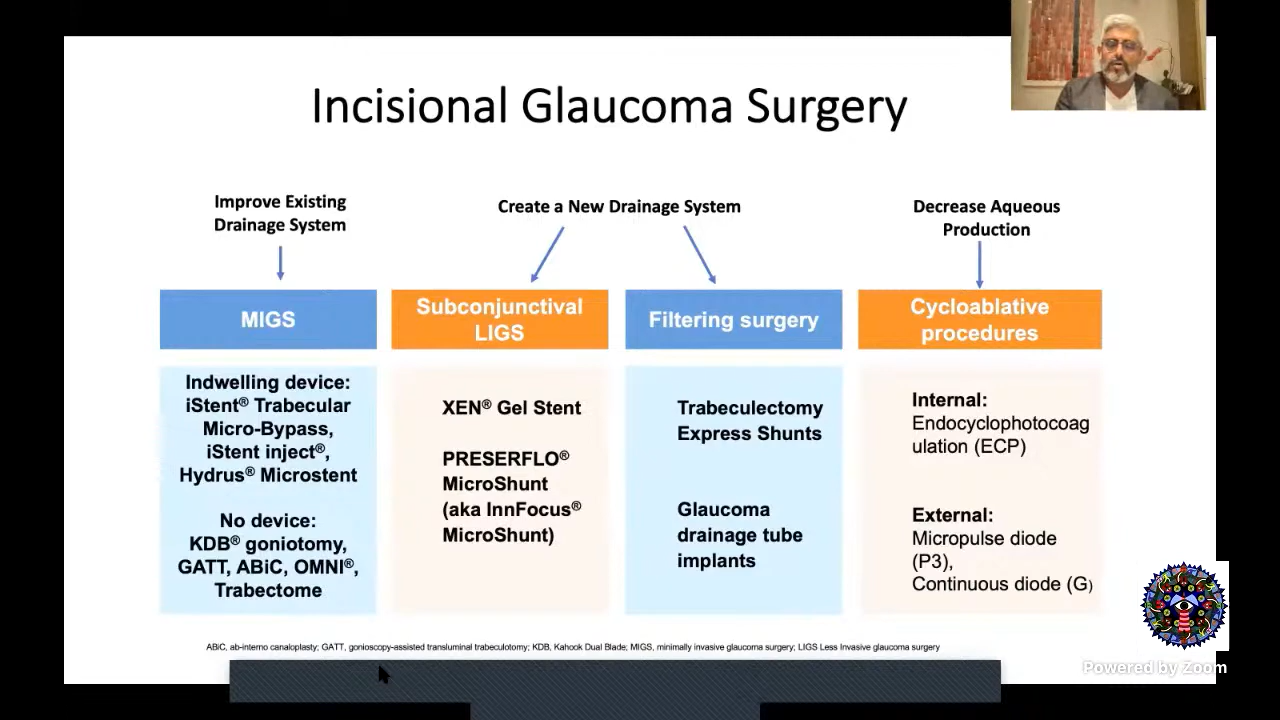 Incisional Glaucoma Surgery
Improve Existing
Drainage System
Create a New Drainage System
Decrease Aqueous
Production
MIGS
Subconjunctival
LIGS
Filtering surgery
Cycloablative
procedures
Indwelling device:
iStent® Trabecular
Micro-Bypass,
iStent inject®,
Hydrus® Microstent
No device:
KDB® goniotomy,
GATT, ABiC, OMNI®,
Trabectome
XEN® Gel Stent
PRESERFLO®
MicroShunt
(aka InnFocus®
MicroShunt)
Trabeculectomy
Express Shunts
Glaucoma
drainage tube
implants
Internal:
Endocyclophotocoag
ulation (ECP)
External:
Micropulse diode
(P3),
Continuous diode (G)
ABiC, ab-interno canaloplasty; GATT, gonioscopy-assisted transluminal trabeculotomy; KDB, Kahook Dual Blade; MIGS, minimally invasive glaucoma surgery; LIGS Less Invasive glaucoma surgery
Powered by Zoom